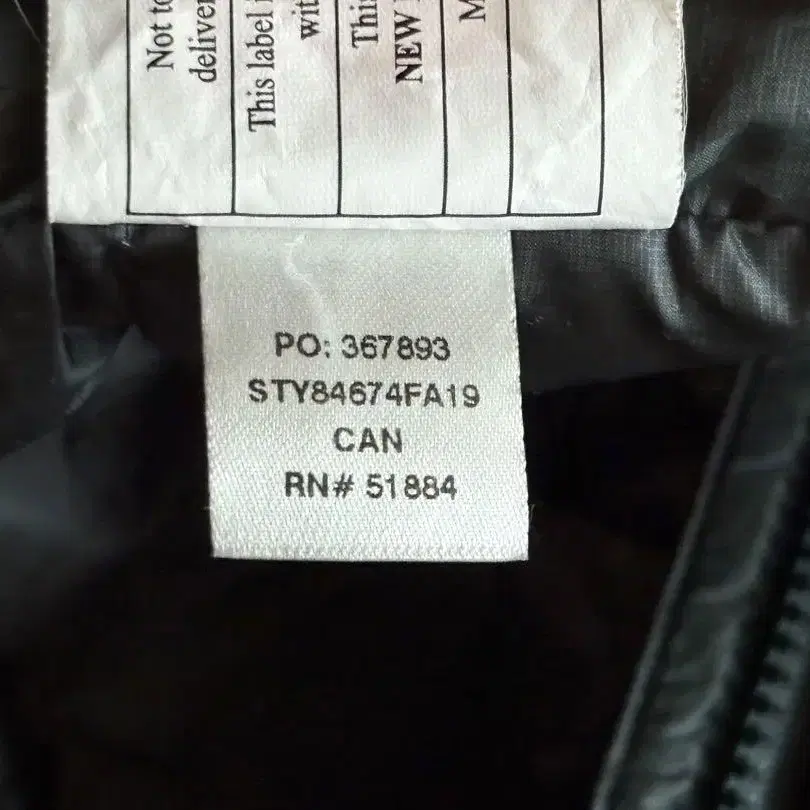 Not to
deliver
This label i
wit
This
NEW
M
PO: 367893
STY84674FA19
CAN
RN# 51884